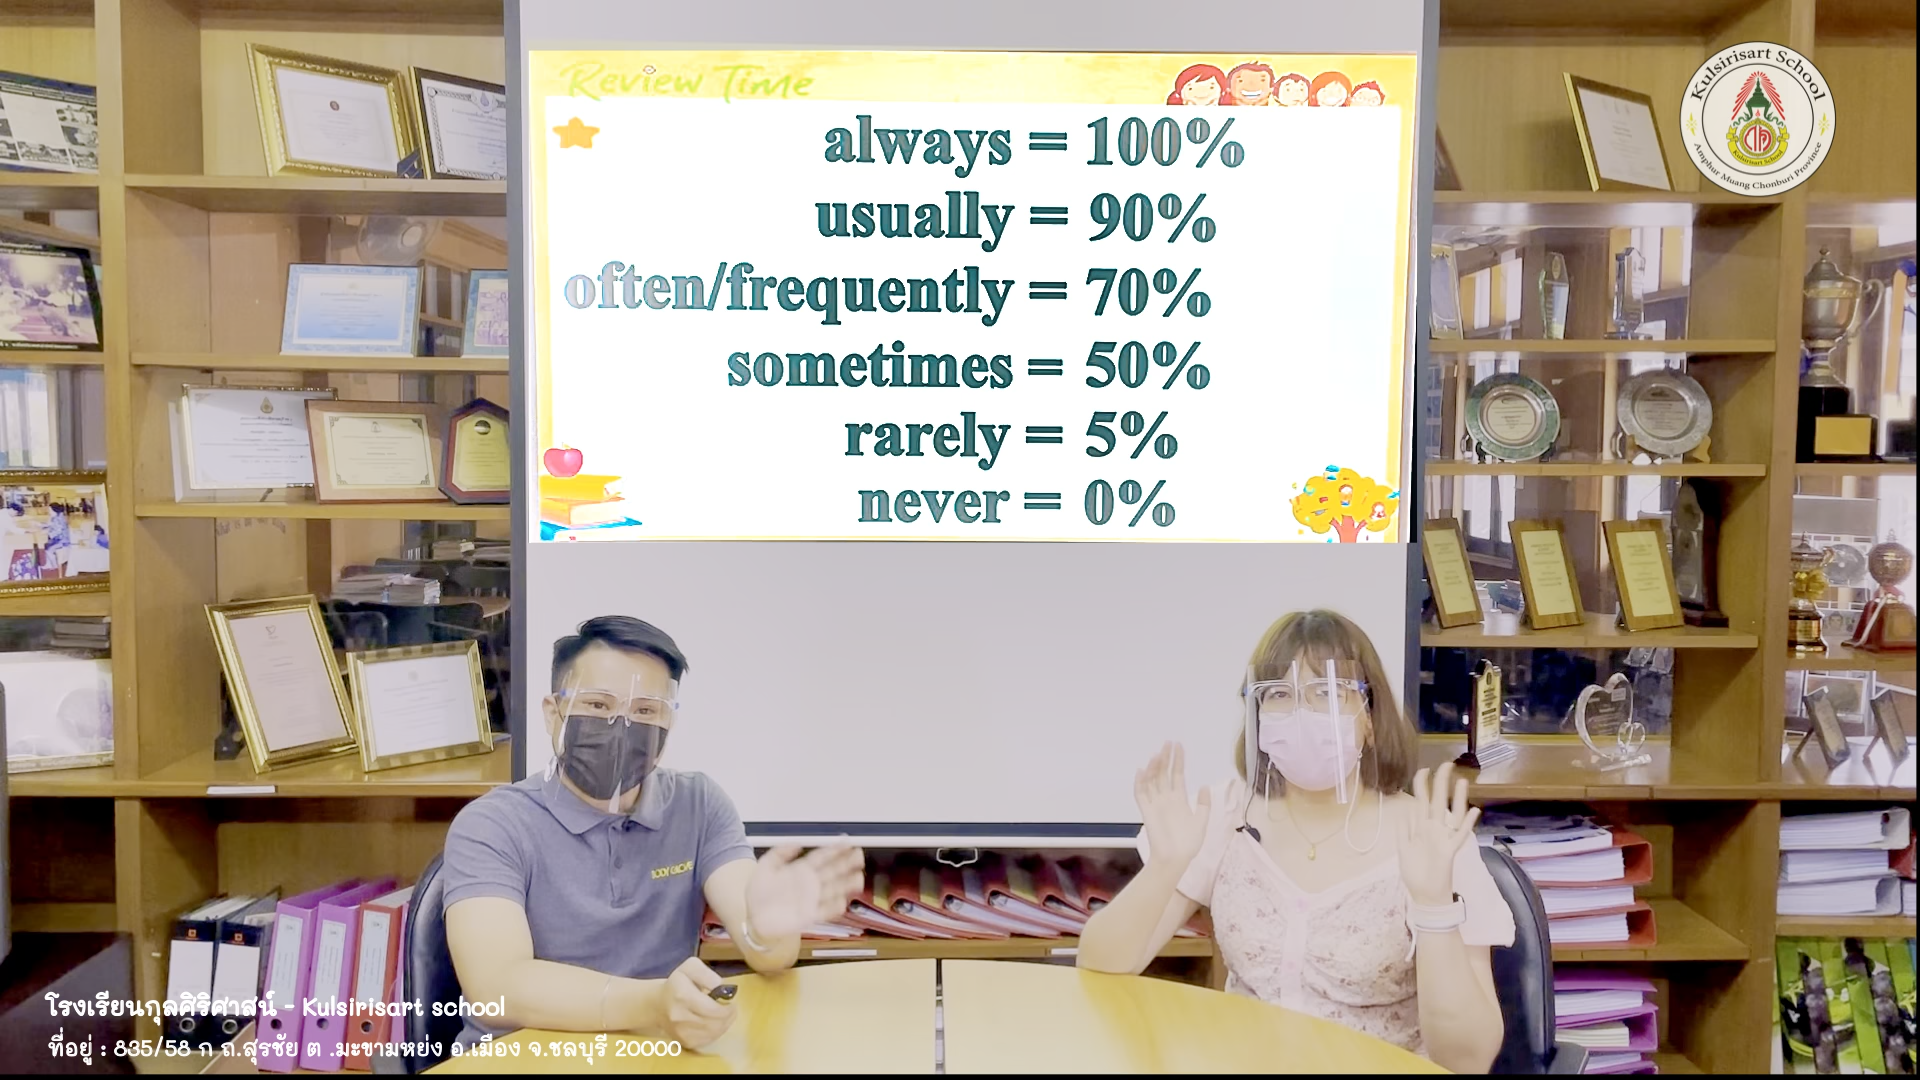 Review Time
always = 100%
usually = 90%
often/frequently = 70%
sometimes = 50%
rarely = 5%
never = 0%
Kulsirisart School
Kulsirisart School
Amphur Muang Chonburi Province
โรงเรียนกุลศิริศาสน์ - Kulsirisart school
ที่อยู่ : 835/58 ก ถ.สุรชัย ต .มะขามหย่ง อ.เมือง จ.ชลบุรี 20000